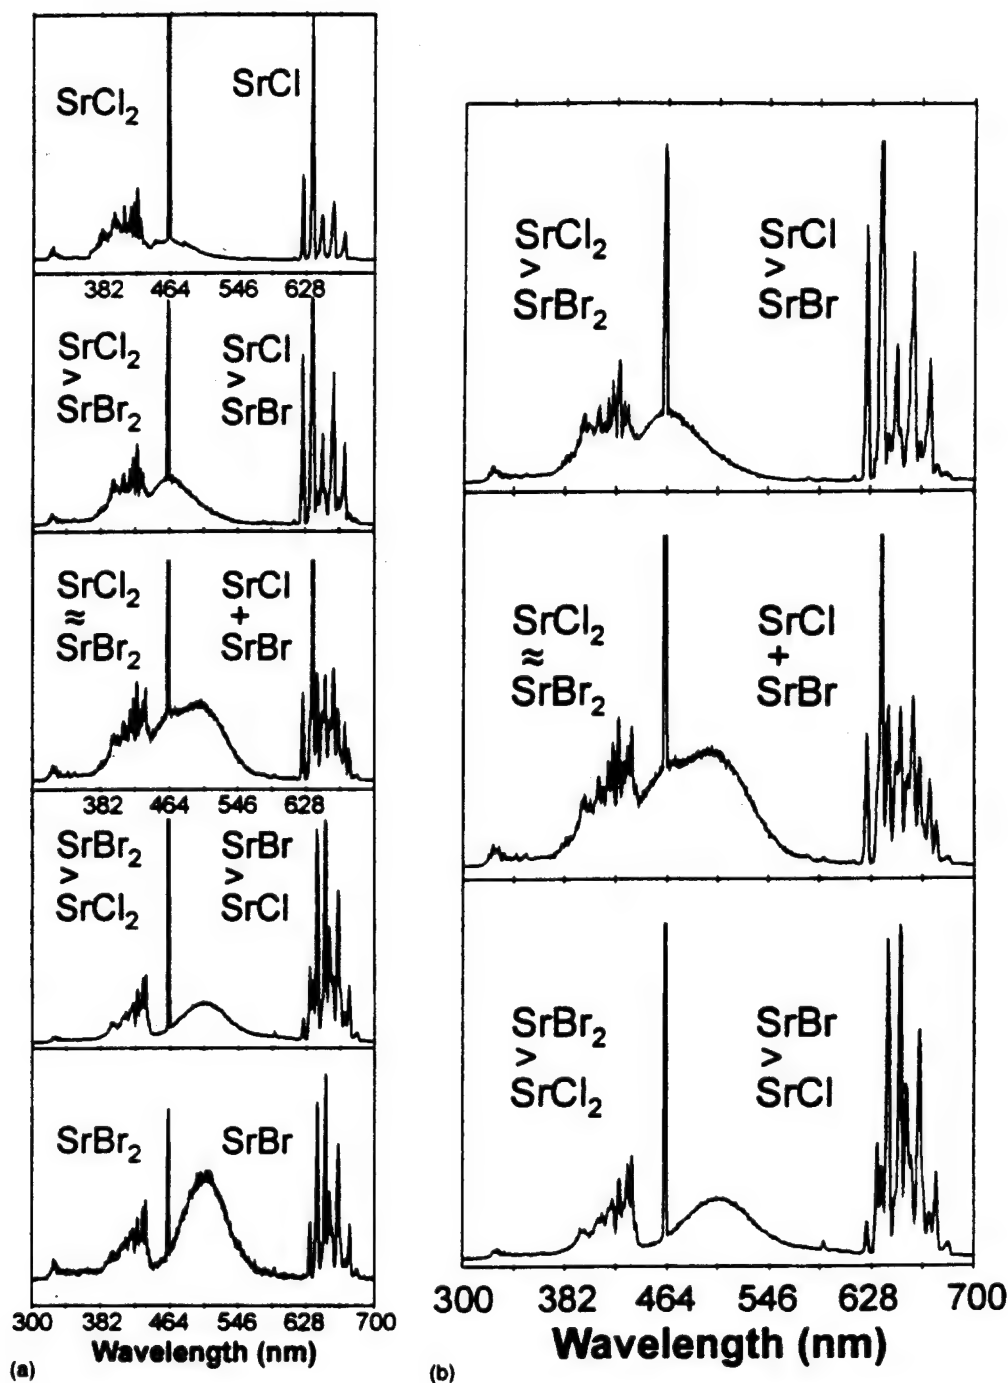 SrCl₂ SrCl
382 464 546 628
SrCl₂ SrCl
> >
SrBr₂ SrBr
SrCl₂ SrCl
≈ +
SrBr₂ SrBr
382 464 546 628
SrBr₂ SrBr
> >
SrCl₂ SrCl
SrBr₂ SrBr
300 382 464 546 628 700
Wavelength (nm)
(a)
SrCl₂ SrCl
> >
SrBr₂ SrBr
SrCl₂ SrCl
≈ +
SrBr₂ SrBr
SrBr₂ SrBr
> >
SrCl₂ SrCl
300 382 464 546 628 700
Wavelength (nm)
(b)